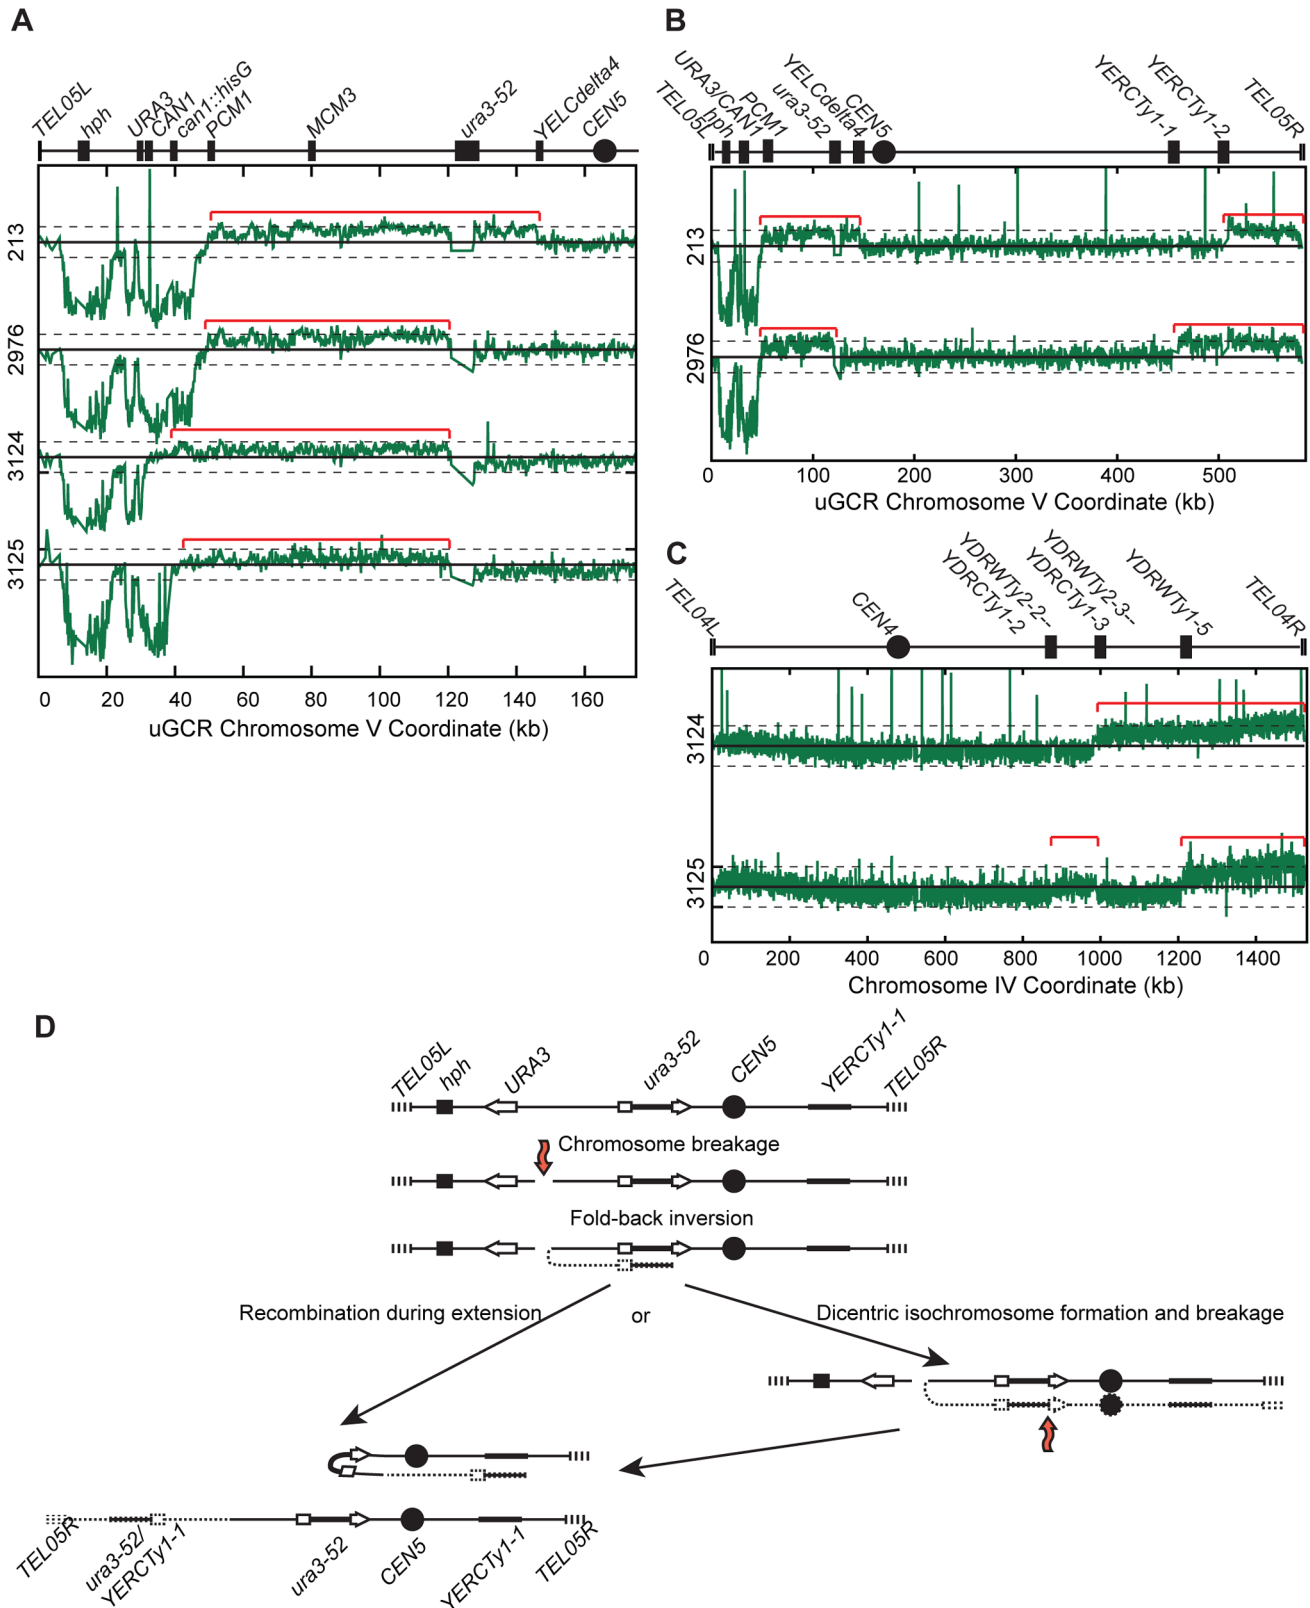 A
TEL05L
hph
URA3
CAN1
can1::hisG
PCM1
MCM3
ura3-52
YELCdelta4
CEN5
213
2976
3124
3125
0 20 40 60 80 100 120 140 160
uGCR Chromosome V Coordinate (kb)
B
TEL05L
hph
URA3/CAN1
PCM1
ura3-52
YELCdelta4
CEN5
YERCTy1-1
YERCTy1-2
TEL05R
213
2976
0 100 200 300 400 500
uGCR Chromosome V Coordinate (kb)
C
TEL04L
CEN4
YDRWTy2-2--
YDRCTy1-2
YDRWTy2-3--
YDRCTy1-3
YDRWTy1-5
TEL04R
3124
3125
0 200 400 600 800 1000 1200 1400
Chromosome IV Coordinate (kb)
D
TEL05L
hph
URA3
ura3-52
CEN5
YERCTy1-1
TEL05R
Chromosome breakage
Fold-back inversion
Recombination during extension
or
Dicentric isochromosome formation and breakage
TEL05R
ura3-52/
YERCTy1-1
ura3-52
CEN5
YERCTy1-1
TEL05R